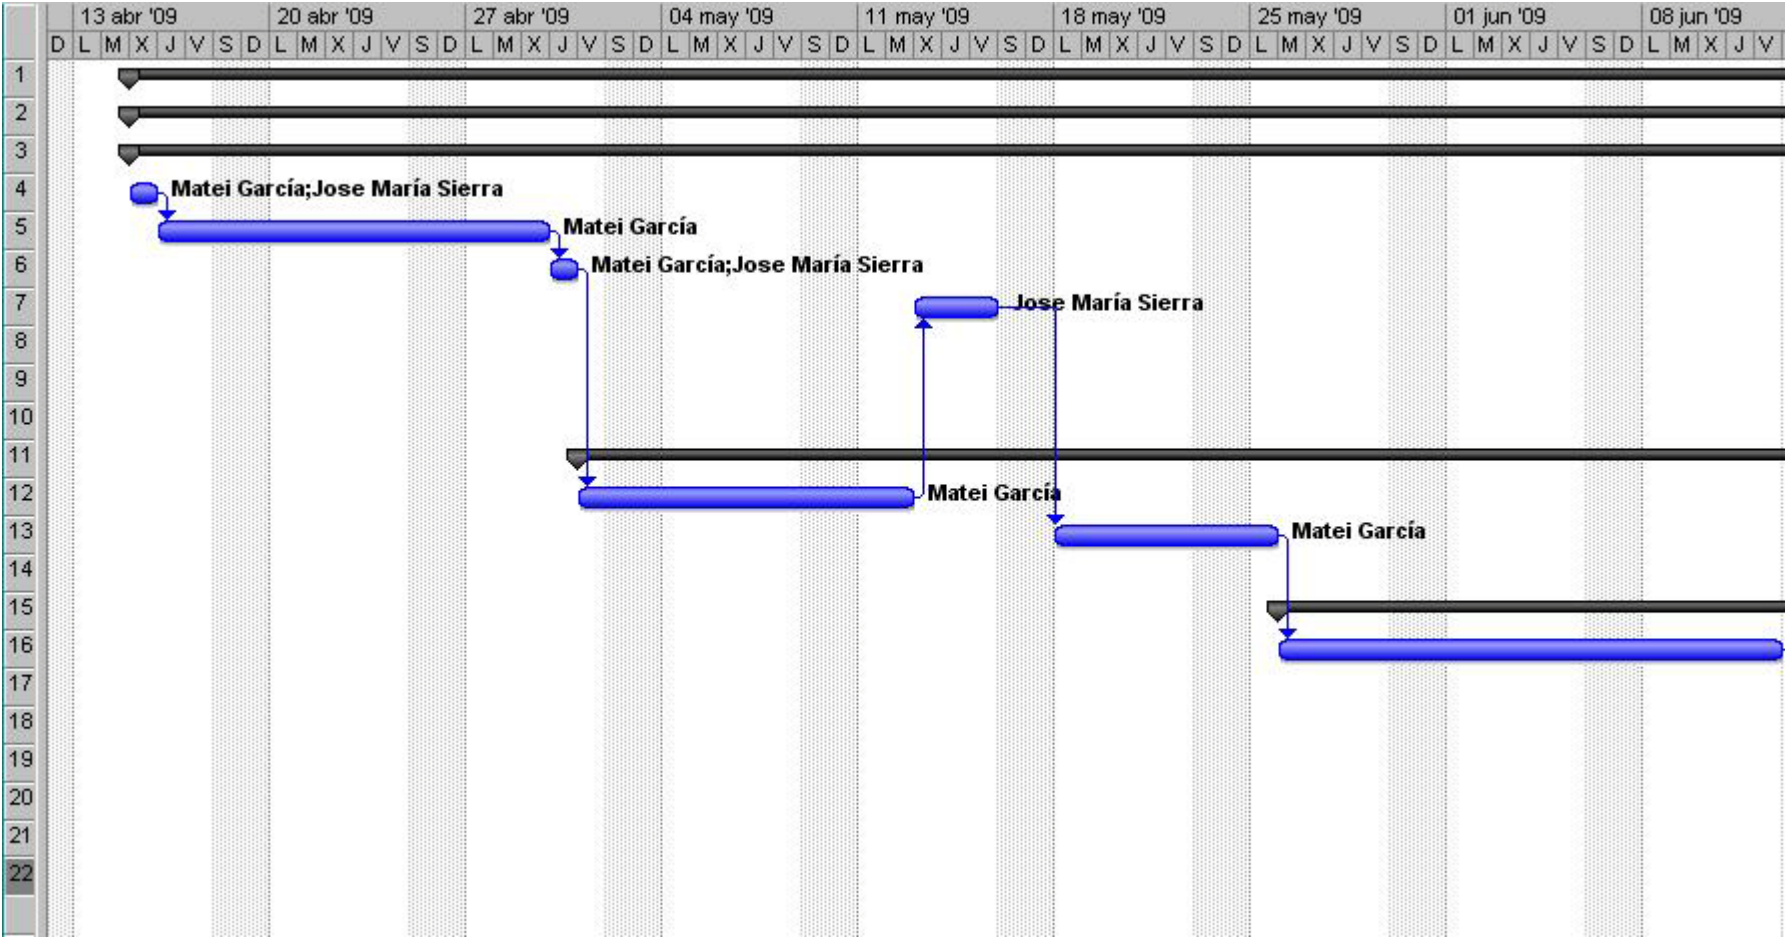 13 abr '09 20 abr '09 27 abr '09 04 may '09 11 may '09 18 may '09 25 may '09 01 jun '09 08 jun '09
D L M X J V S D L M X J V S D L M X J V S D L M X J V S D L M X J V S D L M X J V S D L M X J V S D L M X J V S D L M X J V
1
2
3
4 Matei García;Jose María Sierra
5 Matei García
6 Matei García;Jose María Sierra
7 Jose María Sierra
8
9
10
11
12 Matei García
13 Matei García
14
15
16
17
18
19
20
21
22